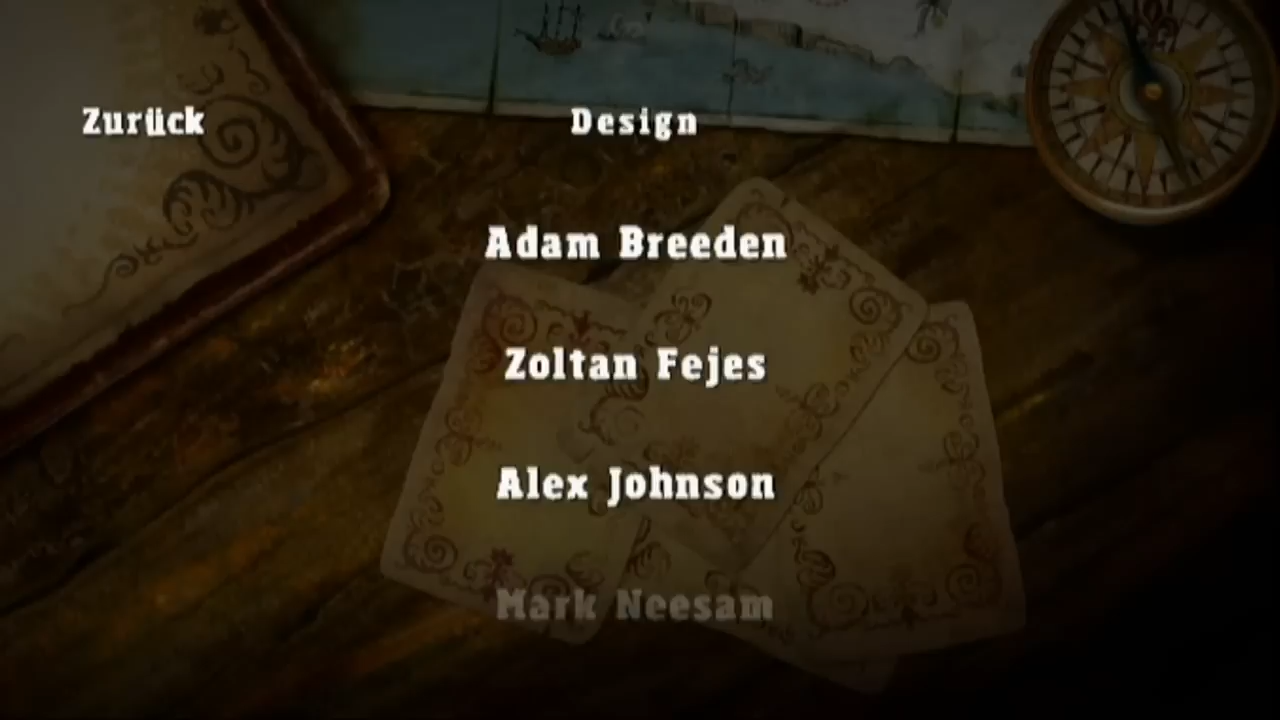 Zurück
Design
Adam Breeden
Zoltan Fejes
Alex Johnson
Mark Neesam